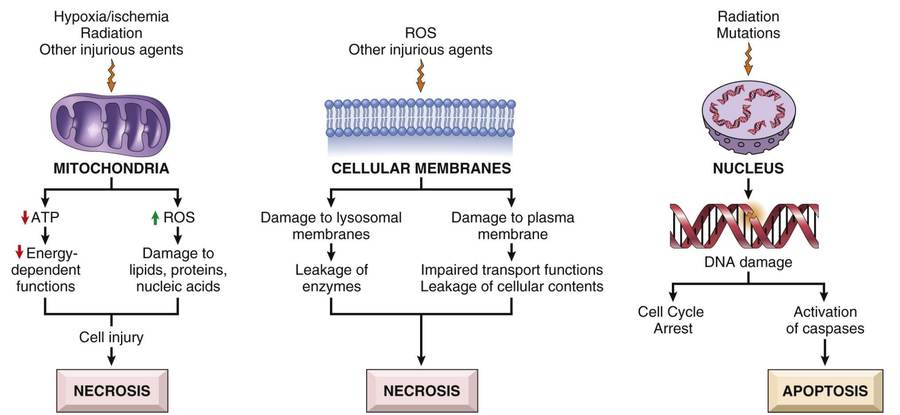 Hypoxia/ischemia
Radiation
Other injurious agents
MITOCHONDRIA
ATP
ROS
Energy-
dependent
functions
Damage to
lipids, proteins,
nucleic acids
Cell injury
NECROSIS
ROS
Other injurious agents
CELLULAR MEMBRANES
Damage to lysosomal
membranes
Damage to plasma
membrane
Leakage of
enzymes
Impaired transport functions
Leakage of cellular contents
NECROSIS
Radiation
Mutations
NUCLEUS
DNA damage
Cell Cycle
Arrest
Activation
of caspases
APOPTOSIS